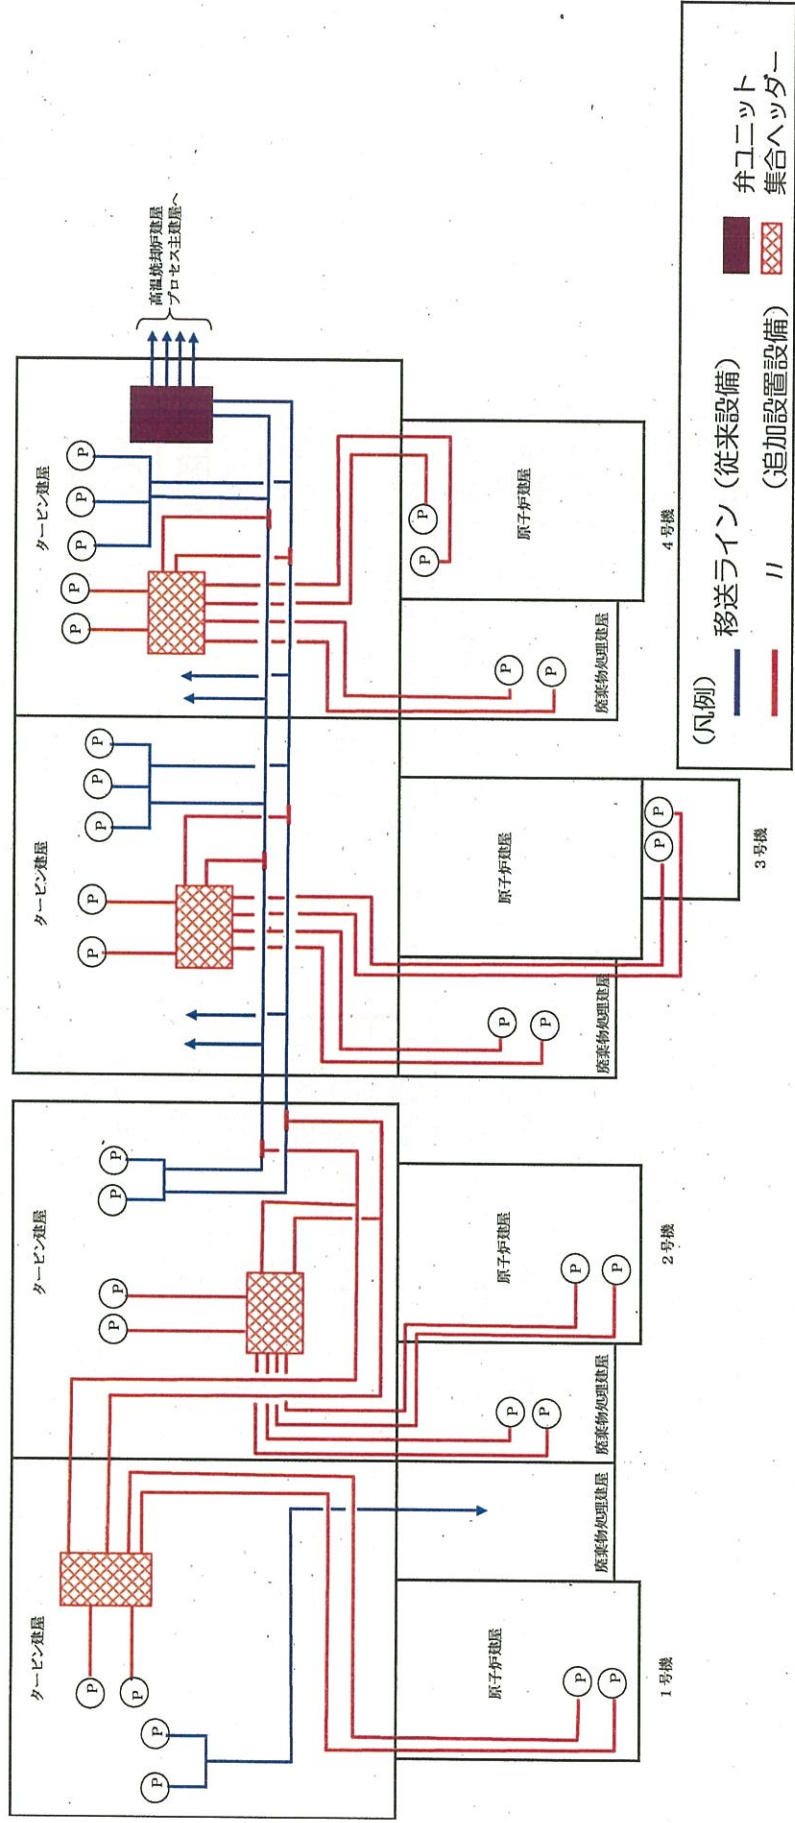 タービン建屋
P
P
P
P
原子炉建屋
P
P
1号機
廃棄物処理建屋
タービン建屋
P
P
P
P
廃棄物処理建屋
P
P
原子炉建屋
P
P
2号機
タービン建屋
P
P
P
P
P
廃棄物処理建屋
P
P
原子炉建屋
P
P
3号機
タービン建屋
P
P
P
P
P
廃棄物処理建屋
P
P
原子炉建屋
P
P
4号機
高温焼却炉建屋
プロセス主建屋へ
(凡例)
移送ライン(従来設備)
〃 (追加設置設備)
弁ユニット
集合ヘッダー